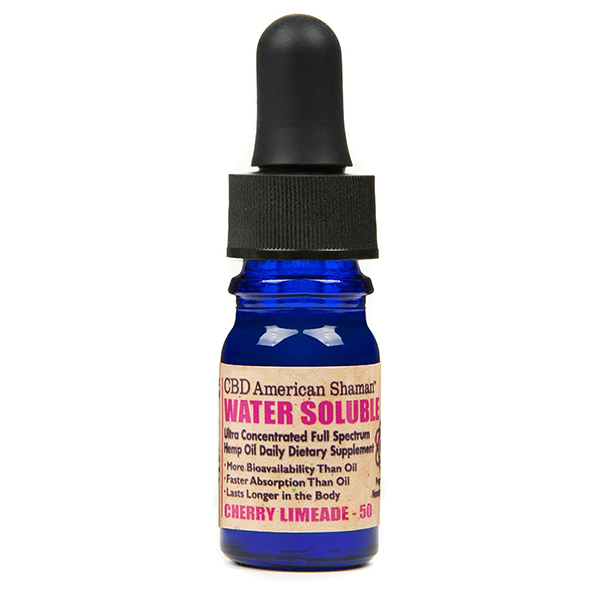 CBD American Shaman™
WATER SOLUBLE
Ultra Concentrated Full Spectrum
Hemp Oil Daily Dietary Supplement
• More Bioavailability Than Oil
• Faster Absorption Than Oil
• Lasts Longer in the Body
CHERRY LIMEADE - 50